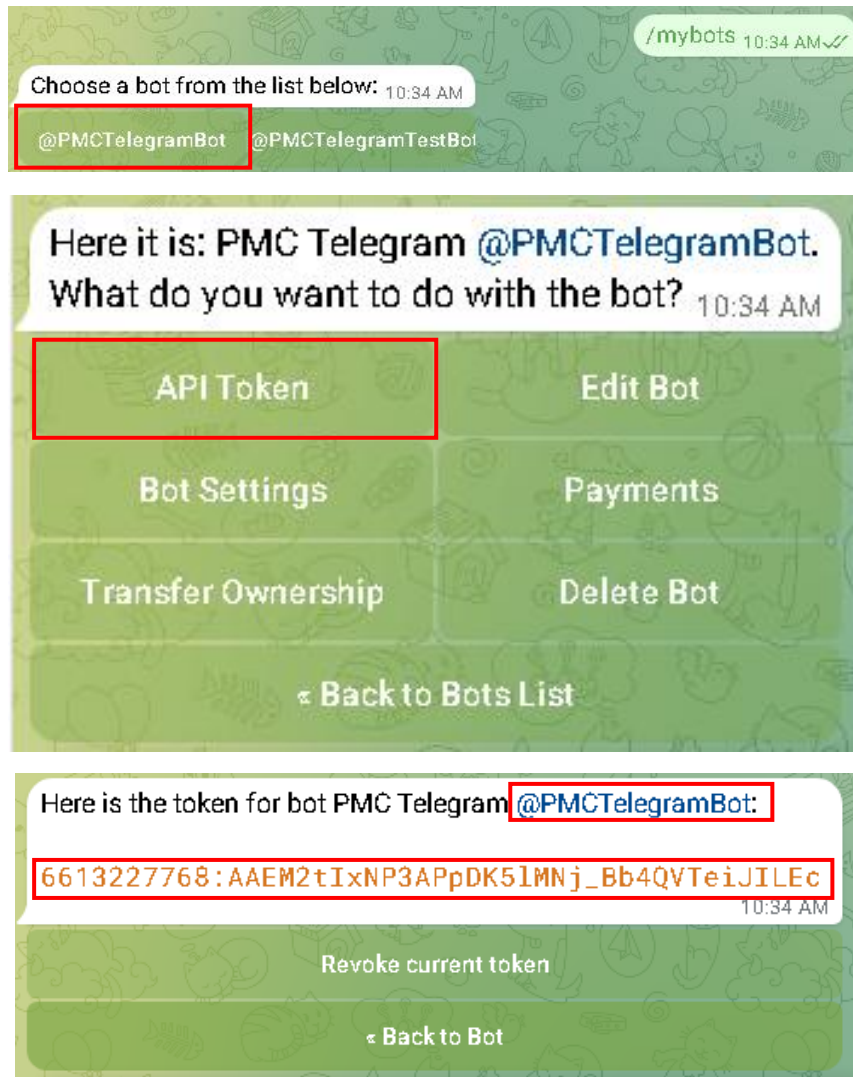 /mybots 10:34 AM
Choose a bot from the list below: 10:34 AM
@PMCTelegramBot @PMCTelegramTestBot
Here it is: PMC Telegram @PMCTelegramBot.
What do you want to do with the bot? 10:34 AM
API Token Edit Bot
Bot Settings Payments
Transfer Ownership Delete Bot
« Back to Bots List
Here is the token for bot PMC Telegram @PMCTelegramBot:
6613227768:AAEM2tIxNP3APpDK5lMNj_Bb4QVTeiJILEc
10:34 AM
Revoke current token
« Back to Bot